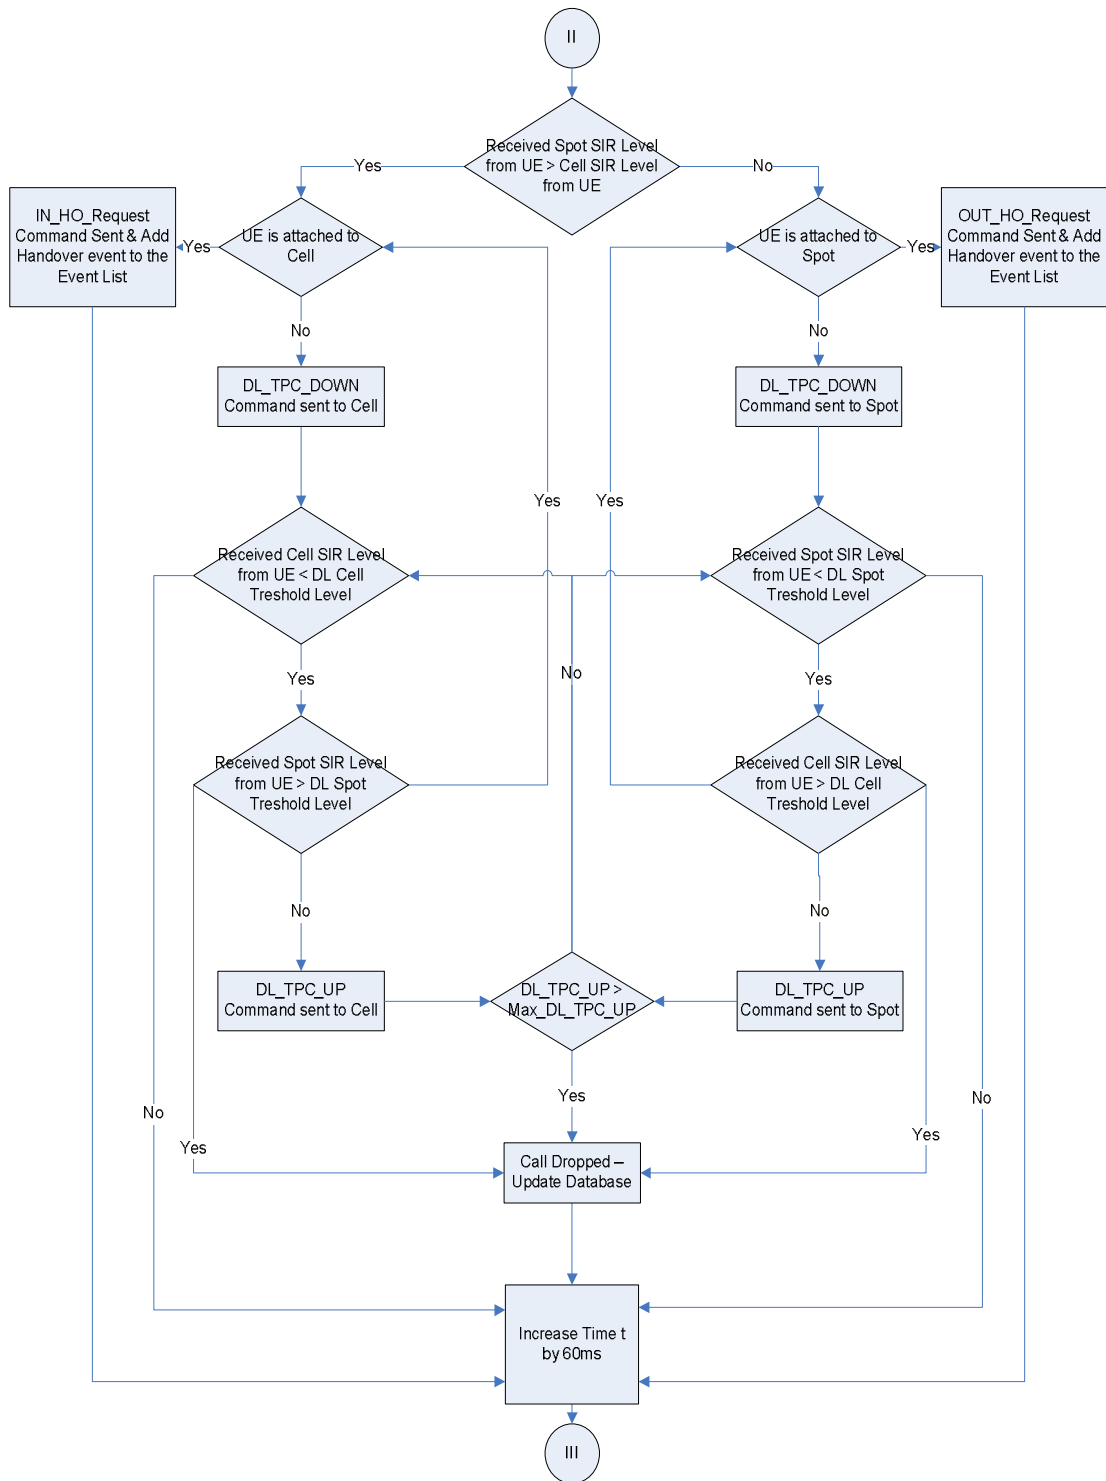 II
Received Spot SIR Level
from UE > Cell SIR Level
from UE
Yes
No
IN_HO_Request
Command Sent & Add
Handover event to the
Event List
Yes
UE is attached to
Cell
UE is attached to
Spot
Yes
OUT_HO_Request
Command Sent & Add
Handover event to the
Event List
No
No
DL_TPC_DOWN
Command sent to Cell
DL_TPC_DOWN
Command sent to Spot
Yes
Yes
Received Cell SIR Level
from UE < DL Cell
Treshold Level
Received Spot SIR Level
from UE < DL Spot
Treshold Level
Yes
No
Yes
Received Spot SIR Level
from UE > DL Spot
Treshold Level
Received Cell SIR Level
from UE > DL Cell
Treshold Level
No
No
DL_TPC_UP
Command sent to Cell
DL_TPC_UP >
Max_DL_TPC_UP
DL_TPC_UP
Command sent to Spot
Yes
No
No
Yes
Yes
Call Dropped –
Update Database
Increase Time t
by 60ms
III